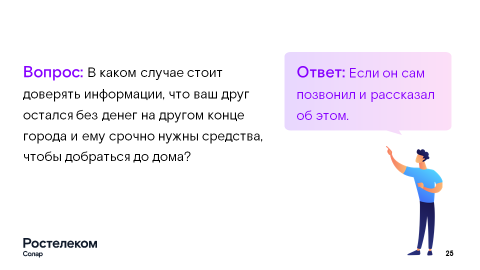 Вопрос: В каком случае стоит
доверять информации, что ваш друг
остался без денег на другом конце
города и ему срочно нужны средства,
чтобы добраться до дома?
Ответ: Если он сам
позвонил и рассказал
об этом.
Ростелеком
Солар
25